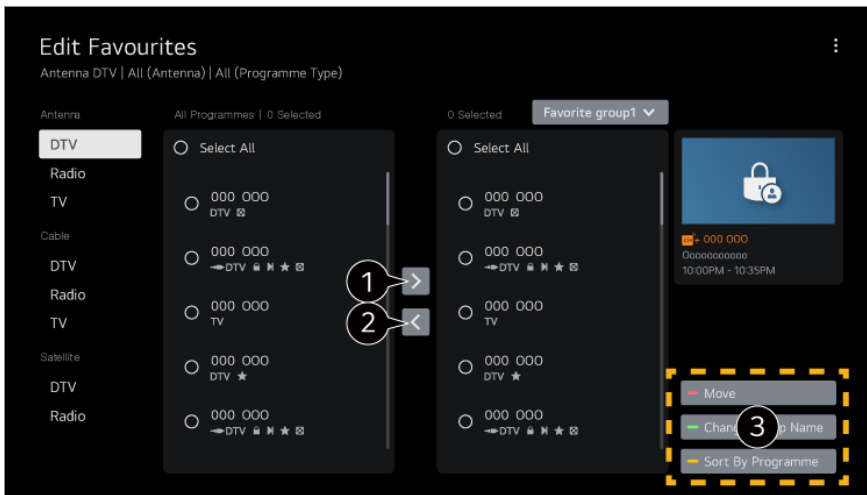 Edit Favourites
Antenna DTV | All (Antenna) | All (Programme Type)
Antenna
DTV
Radio
TV
Cable
DTV
Radio
TV
Satellite
DTV
Radio
All Programmes | 0 Selected
Select All
000 000
DTV
000 000
DTV
000 000
TV
000 000
DTV
000 000
DTV
1
2
0 Selected
Favorite group1
Select All
000 000
DTV
000 000
DTV
000 000
TV
000 000
DTV
000 000
DTV
+ 000 000
Ooooooooooo
10:00PM - 10:35PM
Move
Name
3
Sort By Programme